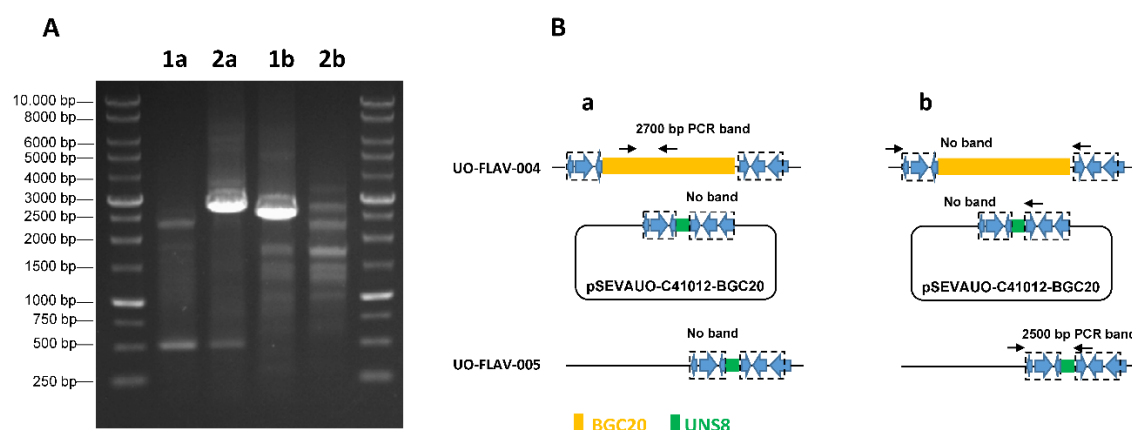 A
1a 2a 1b 2b
10.000 bp
8000 bp
6000 bp
5000 bp
4000 bp
3000 bp
2500 bp
2000 bp
1500 bp
1000 bp
750 bp
500 bp
250 bp
B
a
2700 bp PCR band
UO-FLAV-004
No band
pSEVAUO-C41012-BGC20
No band
UO-FLAV-005
b
No band
No band
pSEVAUO-C41012-BGC20
2500 bp PCR band
BGC20 UNS8